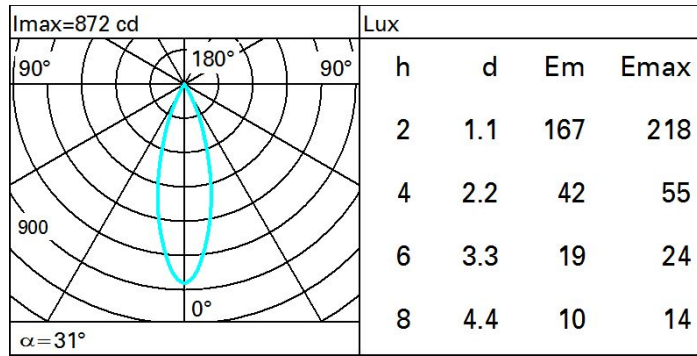 Imax=872 cd
Lux
90° 180° 90°
h d Em Emax
2 1.1 167 218
4 2.2 42 55
900
6 3.3 19 24
0°
8 4.4 10 14
α=31°